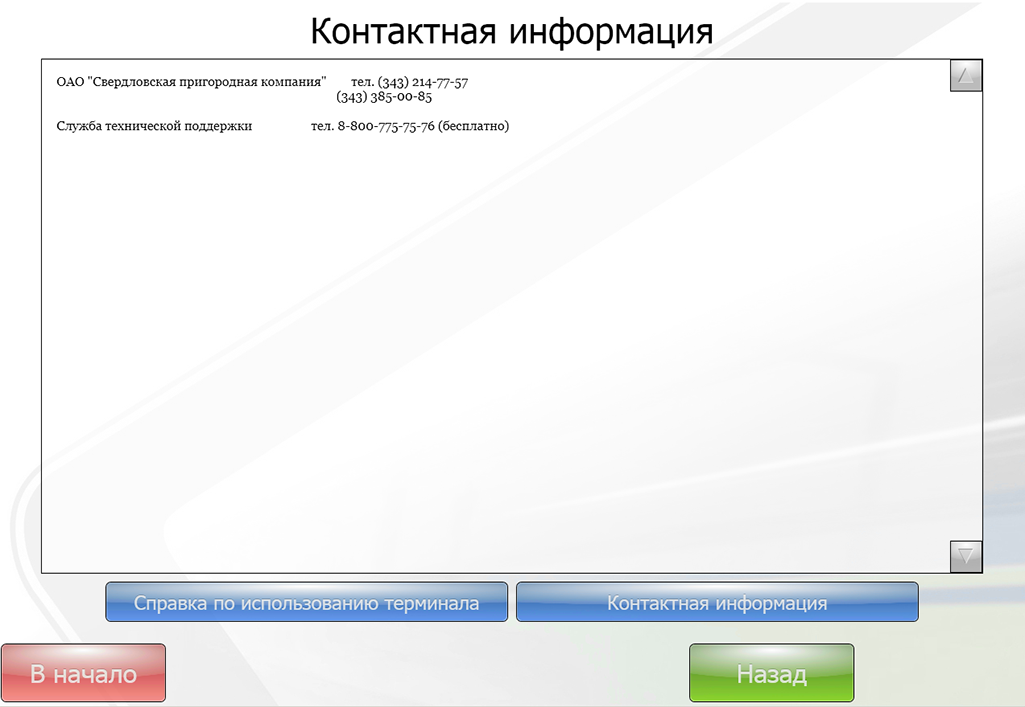 Контактная информация
ОАО "Свердловская пригородная компания" тел. (343) 214-77-57
(343) 385-00-85
Служба технической поддержки тел. 8-800-775-75-76 (бесплатно)
Справка по использованию терминала Контактная информация
В начало Назад